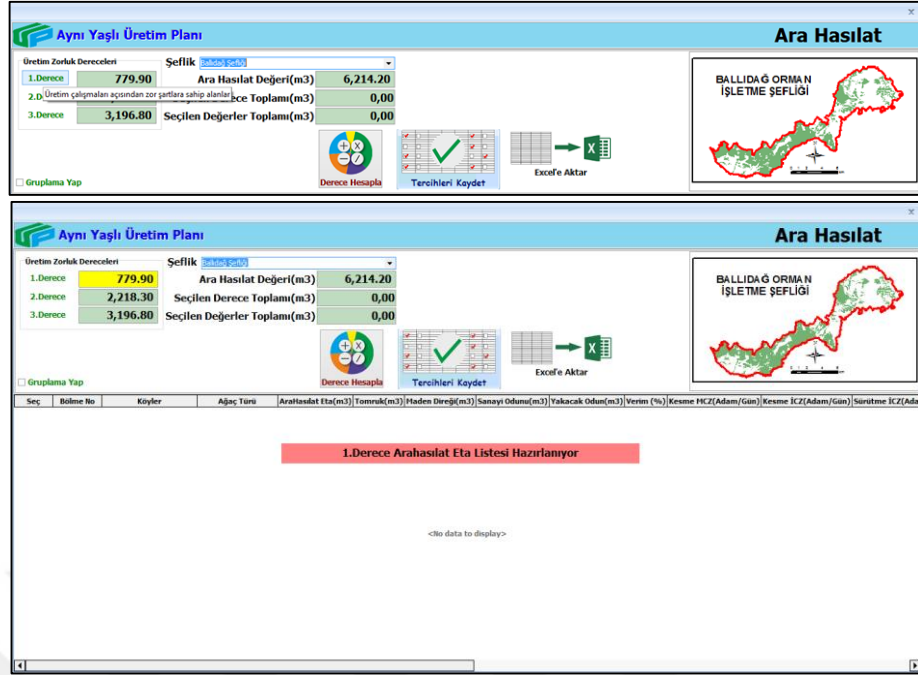 x
Aynı Yaşlı Üretim Planı
Ara Hasılat
Üretim Zorluk Dereceleri
Şeflik
1.Derece 779.90
Ara Hasılat Değeri(m3) 6,214.20
Üretim çalışmaları açısından zor şartlara sahip alanlar
2.D
Toplamı(m3) 0,00
3.Derece 3,196.80
Seçilen Değerler Toplamı(m3) 0,00
BALLIDAĞ ORMAN
İŞLETME ŞEFLİĞİ
Derece Hesapla
Tercihleri Kaydet
Excel'e Aktar
Gruplama Yap
x
Aynı Yaşlı Üretim Planı
Ara Hasılat
Üretim Zorluk Dereceleri
Şeflik
1.Derece 779.90
Ara Hasılat Değeri(m3) 6,214.20
2.Derece 2,218.30
Seçilen Derece Toplamı(m3) 0,00
3.Derece 3,196.80
Seçilen Değerler Toplamı(m3) 0,00
BALLIDAĞ ORMAN
İŞLETME ŞEFLİĞİ
Derece Hesapla
Tercihleri Kaydet
Excel'e Aktar
Gruplama Yap
Seç Bölme No Köyler Ağaç Türü AraHasılat Eta(m3) Tomruk(m3) Maden Direği(m3) Sanayi Odunu(m3) Yakacak Odun(m3) Verim (%) Kesme MCZ(Adam/Gün) Kesme İCZ(Adam/Gün) Sürütme İCZ(Ada
1.Derece Arahasılat Eta Listesi Hazırlanıyor
<No data to display>